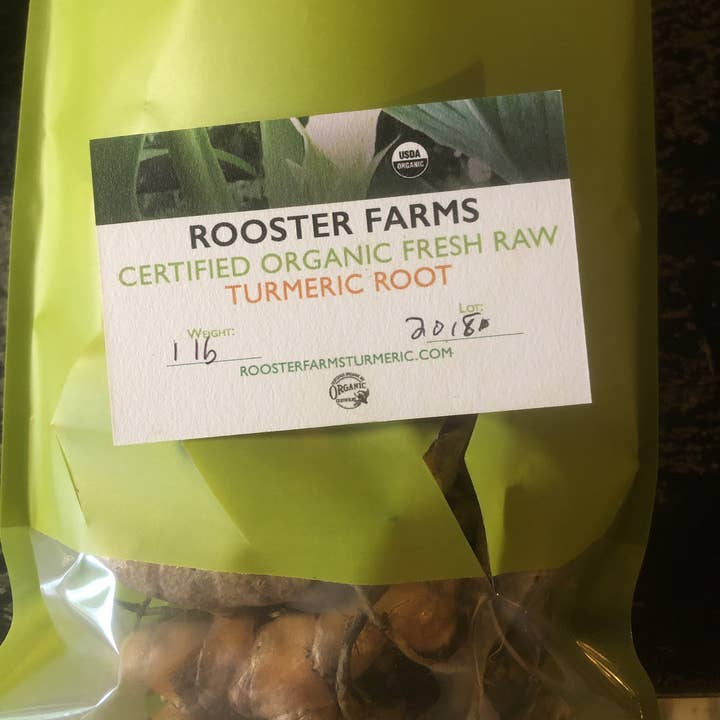 USDA
ORGANIC
ROOSTER FARMS
CERTIFIED ORGANIC FRESH RAW
TURMERIC ROOT
WEIGHT: LOT:
1 lb 2018
ROOSTERFARMSTURMERIC.COM
ORGANIC